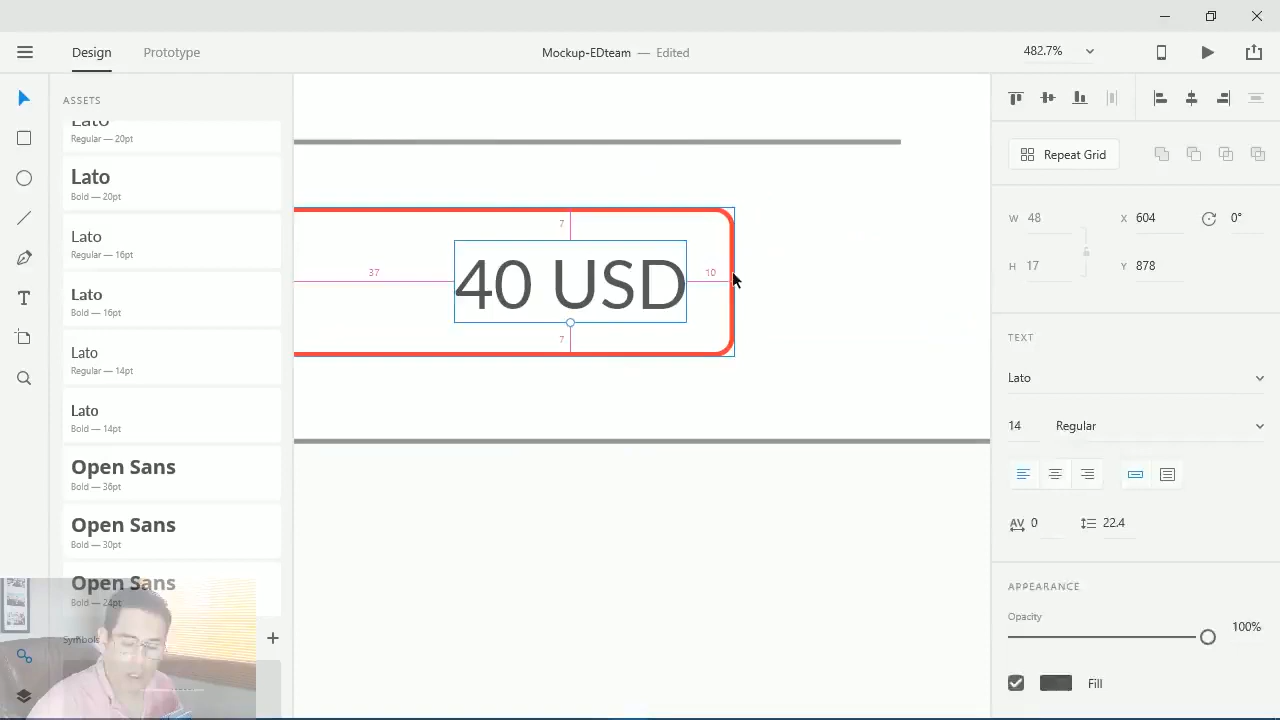 Design
Prototype
Mockup-EDteam — Edited
482.7%
ASSETS
Lato
Regular — 20pt
Lato
Bold — 20pt
Lato
Regular — 16pt
Lato
Bold — 16pt
Lato
Regular — 14pt
Lato
Bold — 14pt
Open Sans
Bold — 36pt
Open Sans
Bold — 30pt
Open Sans
Bold — 24pt
Symbols
7
37
40 USD
10
7
Repeat Grid
W 48
X 604
0°
H 17
Y 878
TEXT
Lato
14
Regular
AV 0
22.4
APPEARANCE
Opacity
100%
Fill